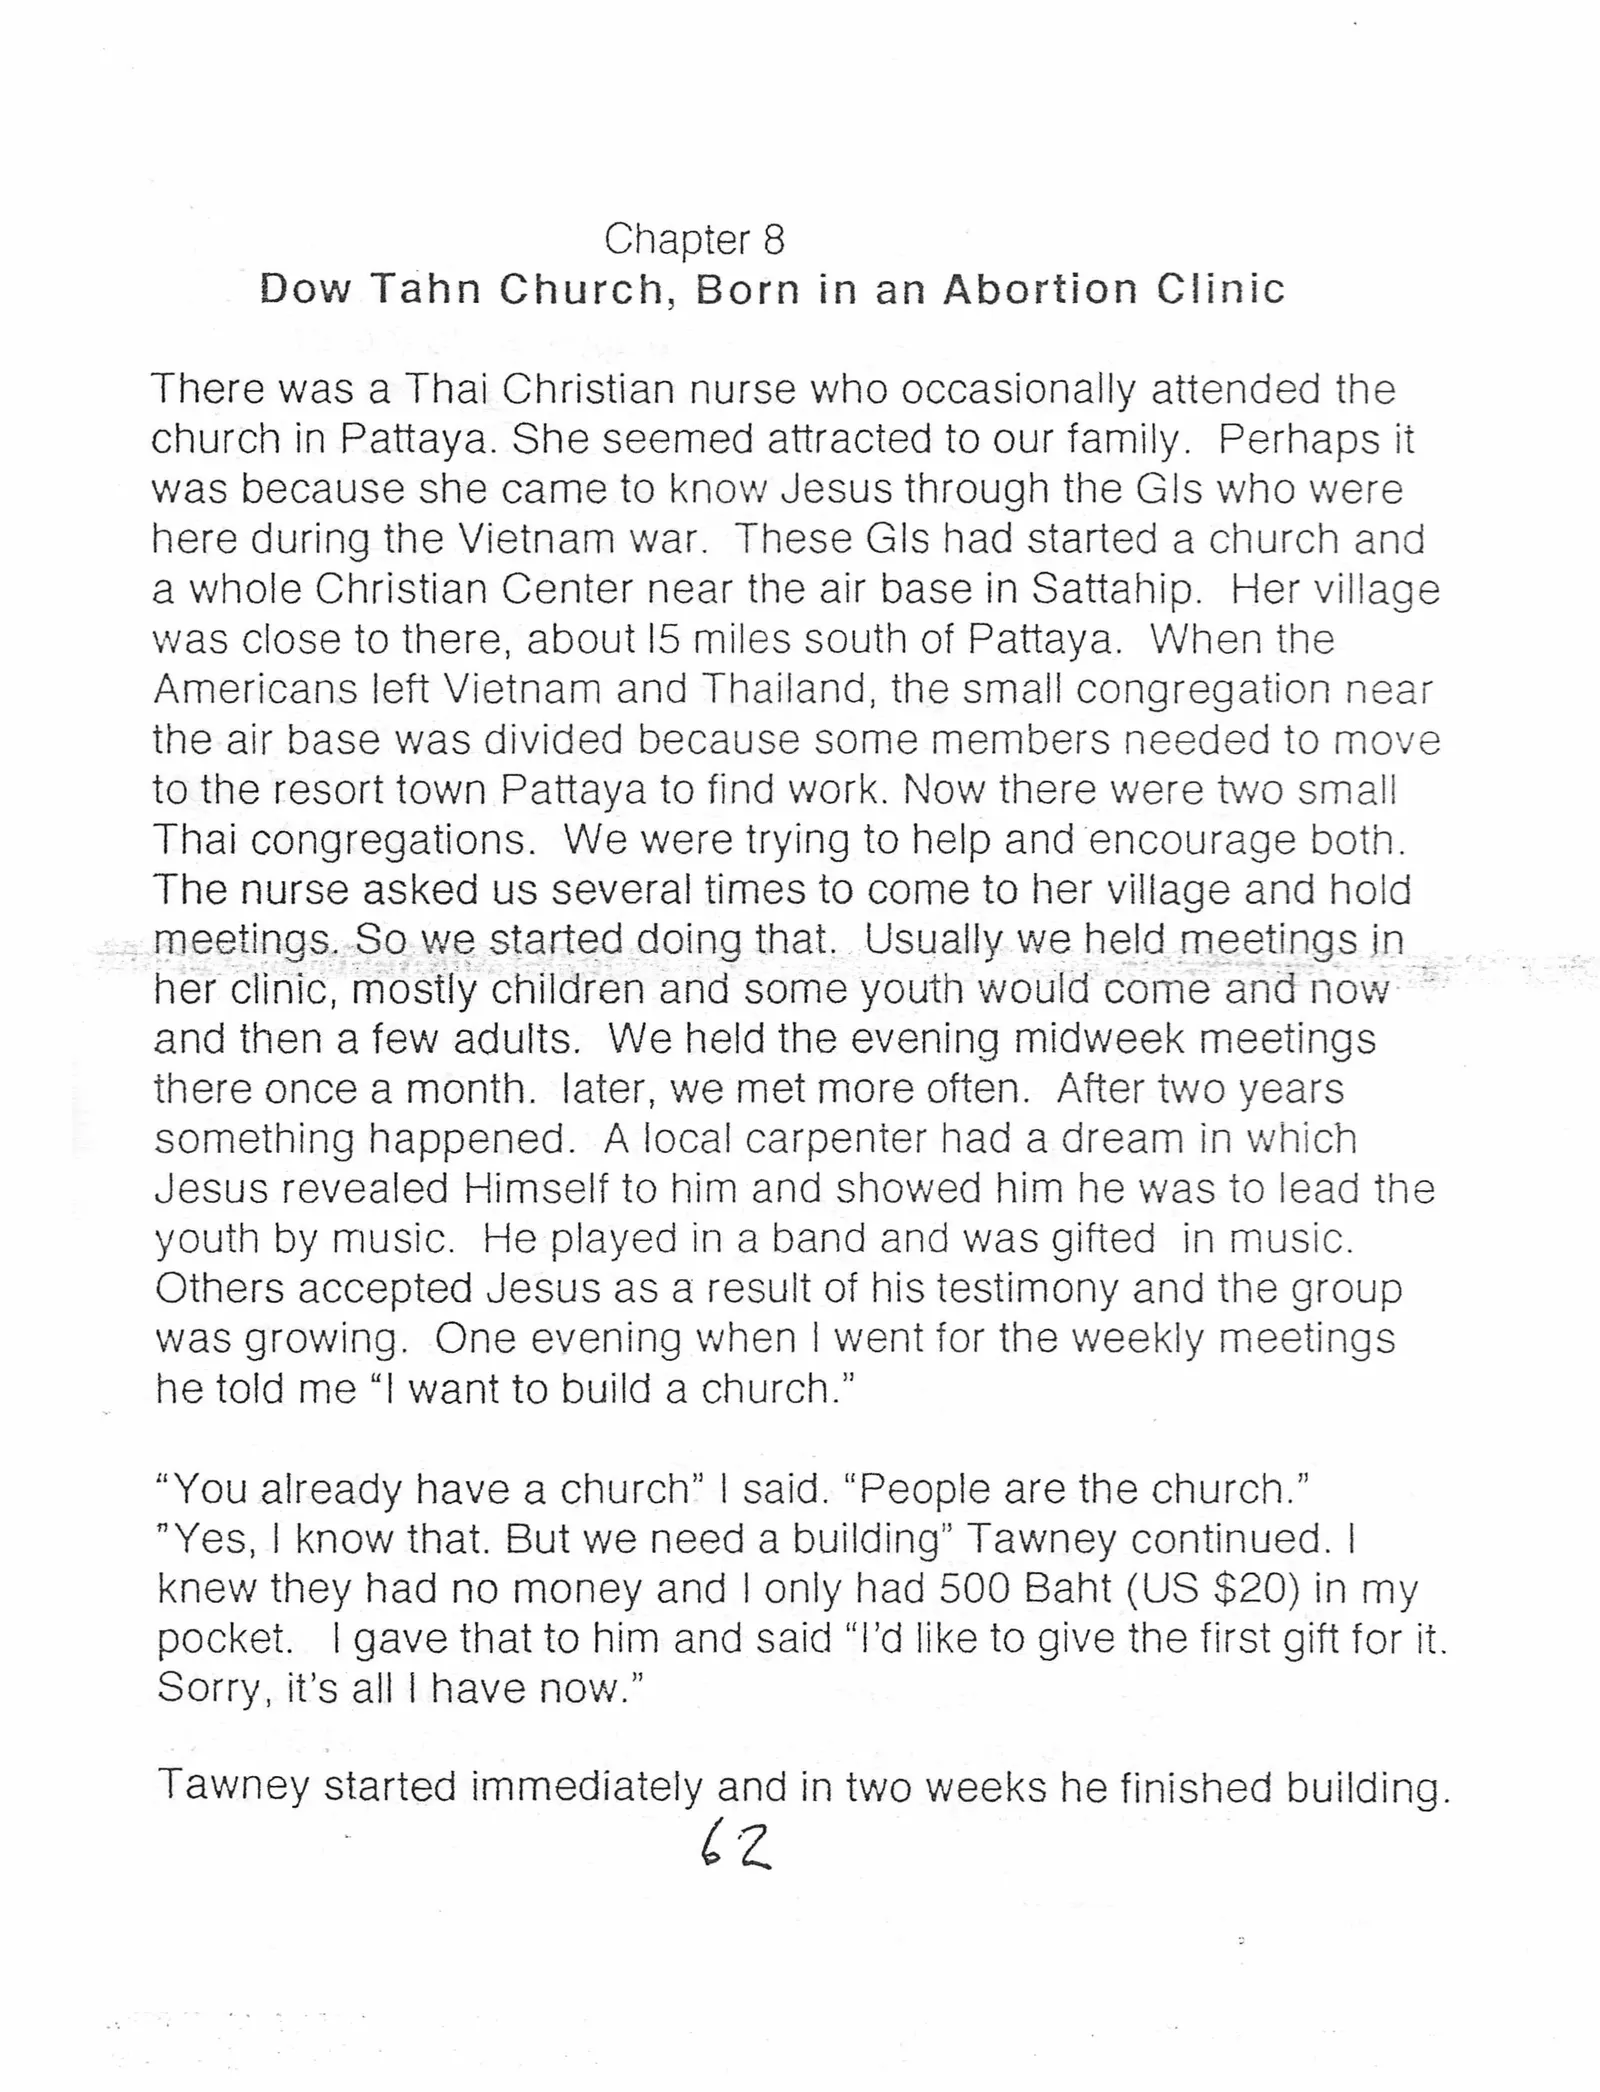 Chapter 8
Dow Tahn Church, Born in an Abortion Clinic
There was a Thai Christian nurse who occasionally attended the
church in Pattaya. She seemed attracted to our family. Perhaps it
was because she came to know Jesus through the GIs who were
here during the Vietnam war. These GIs had started a church and
a whole Christian Center near the air base in Sattahip. Her village
was close to there, about l5 miles south of Pattaya. When the
Americans left Vietnam and Thailand, the small congregation near
the air base was divided because some members needed to move
to the resort town Pattaya to find work. Now there were two small
Thai congregations. We were trying to help and encourage both.
The nurse asked us several times to come to her village and hold
meetings. So we started doing that. Usually we held meetings in
her clinic, mostly children and some youth would come and now
and then a few adults. We held the evening midweek meetings
there once a month. later, we met more often. After two years
something happened. A local carpenter had a dream in which
Jesus revealed Himself to him and showed him he was to lead the
youth by music. He played in a band and was gifted in music.
Others accepted Jesus as a result of his testimony and the group
was growing. One evening when I went for the weekly meetings
he told me “I want to build a church.”
“You already have a church” I said. “People are the church.”
”Yes, I know that. But we need a building” Tawney continued. I
knew they had no money and I only had 500 Baht (US $20) in my
pocket. I gave that to him and said “I’d like to give the first gift for it.
Sorry, it’s all I have now.”
Tawney started immediately and in two weeks he finished building.
62